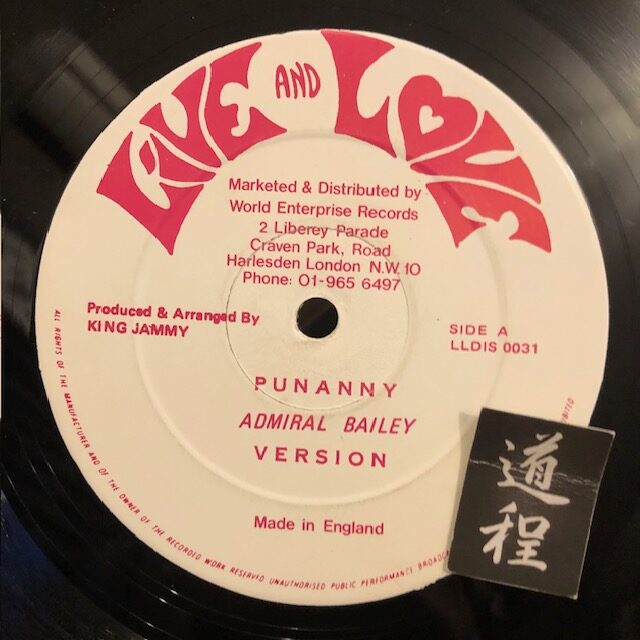 LIVE AND LOVE
Marketed & Distributed by
World Enterprise Records
2 Liberey Parade
Craven Park, Road
Harlesden London N.W. 10
Phone: 01-965 6497
Produced & Arranged By
KING JAMMY
SIDE A
LLDIS 0031
PUNANNY
ADMIRAL BAILEY
VERSION
Made in England
ALL RIGHTS OF THE MANUFACTURER AND OF THE OWNER OF THE RECORDED WORK RESERVED UNAUTHORISED PUBLIC PERFORMANCE
道程